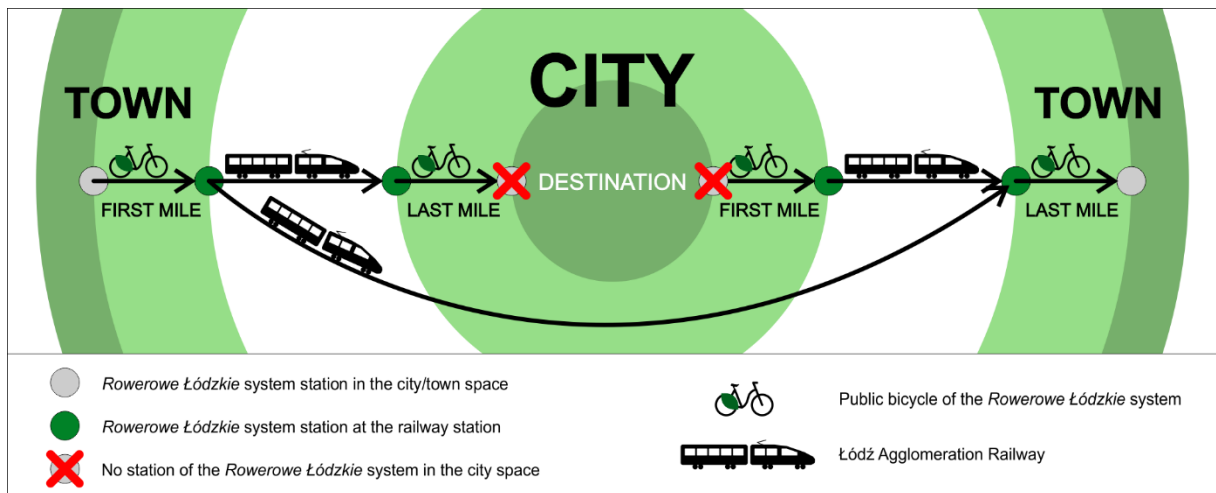 TOWN
CITY
TOWN
DESTINATION
FIRST MILE
LAST MILE
FIRST MILE
LAST MILE
Rowerowe Łódzkie system station in the city/town space
Rowerowe Łódzkie system station at the railway station
No station of the Rowerowe Łódzkie system in the city space
Public bicycle of the Rowerowe Łódzkie system
Łódź Agglomeration Railway